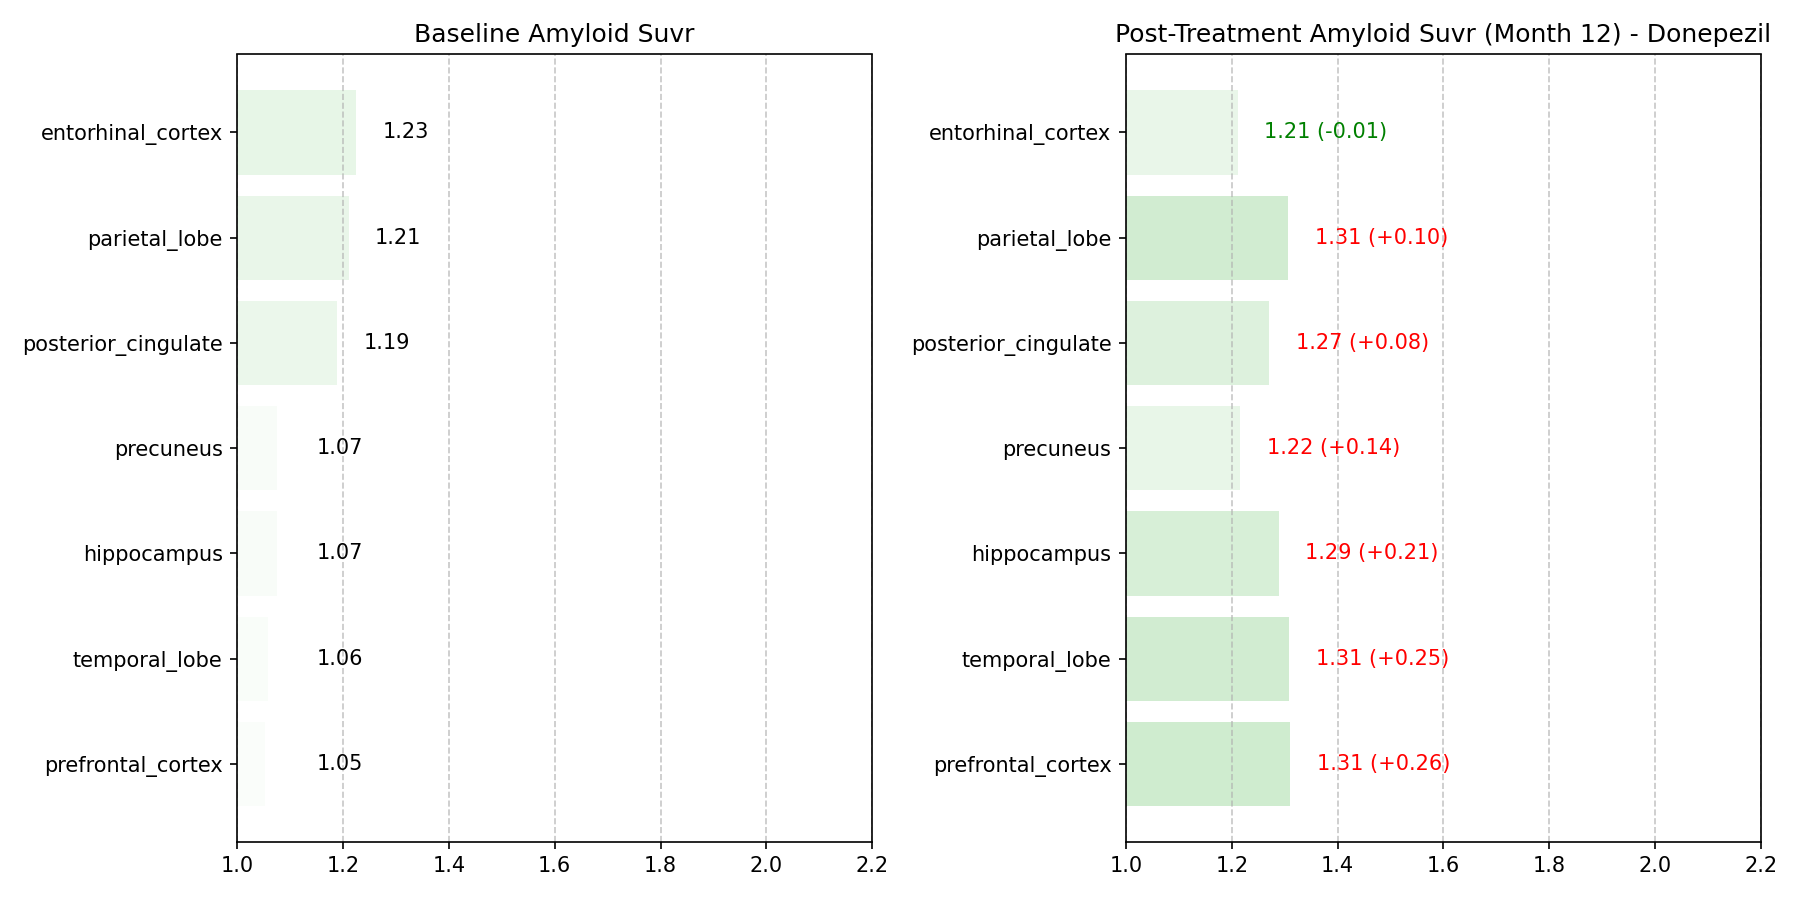 Baseline Amyloid Suvr
entorhinal_cortex
1.23
parietal_lobe
1.21
posterior_cingulate
1.19
precuneus
1.07
hippocampus
1.07
temporal_lobe
1.06
prefrontal_cortex
1.05
1.0 1.2 1.4 1.6 1.8 2.0 2.2
Post-Treatment Amyloid Suvr (Month 12) - Donepezil
entorhinal_cortex
1.21 (-0.01)
parietal_lobe
1.31 (+0.10)
posterior_cingulate
1.27 (+0.08)
precuneus
1.22 (+0.14)
hippocampus
1.29 (+0.21)
temporal_lobe
1.31 (+0.25)
prefrontal_cortex
1.31 (+0.26)
1.0 1.2 1.4 1.6 1.8 2.0 2.2